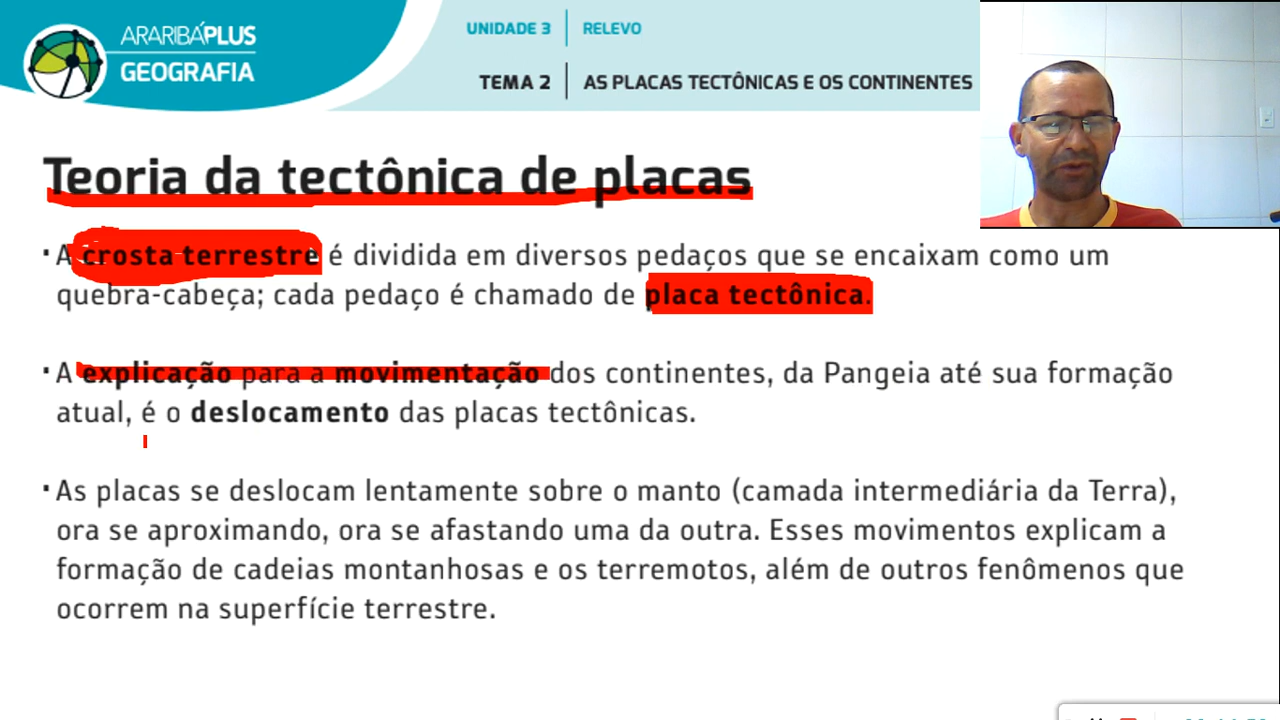 ARARIBÁPLUS
GEOGRAFIA
UNIDADE 3
RELEVO
TEMA 2
AS PLACAS TECTÔNICAS E OS CONTINENTES
Teoria da tectônica de placas
· A crosta terrestre é dividida em diversos pedaços que se encaixam como um
quebra-cabeça; cada pedaço é chamado de placa tectônica.
· A explicação para a movimentação dos continentes, da Pangeia até sua formação
atual, é o deslocamento das placas tectônicas.
· As placas se deslocam lentamente sobre o manto (camada intermediária da Terra),
ora se aproximando, ora se afastando uma da outra. Esses movimentos explicam a
formação de cadeias montanhosas e os terremotos, além de outros fenômenos que
ocorrem na superfície terrestre.